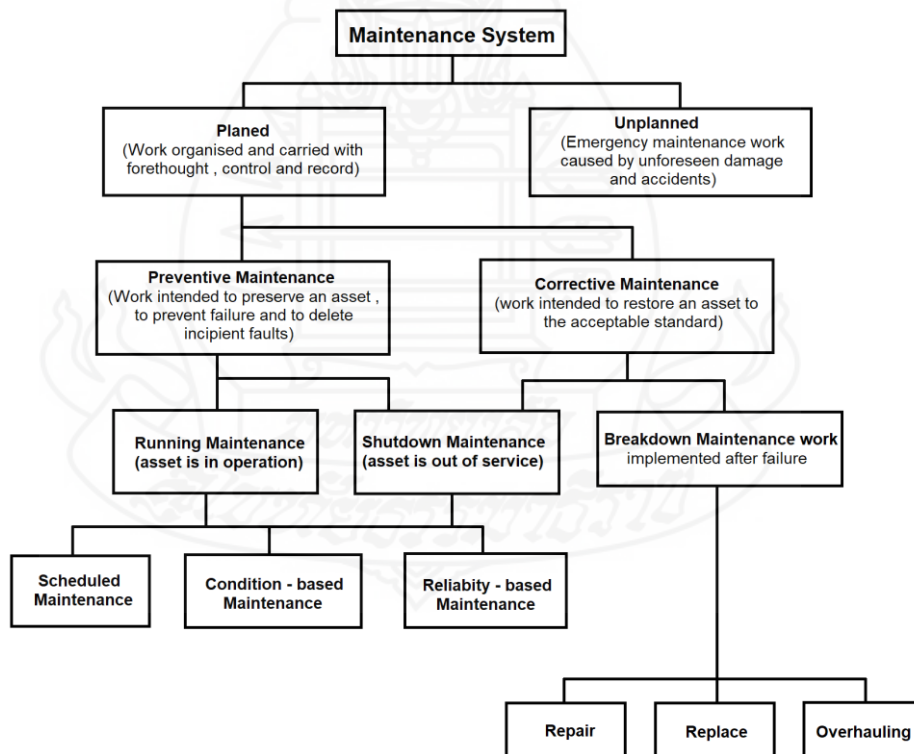 Maintenance System
Planed
(Work organised and carried with
forethought , control and record)
Unplanned
(Emergency maintenance work
caused by unforeseen damage
and accidents)
Preventive Maintenance
(Work intended to preserve an asset ,
to prevent failure and to delete
incipient faults)
Corrective Maintenance
(work intended to restore an asset to
the acceptable standard)
Running Maintenance
(asset is in operation)
Shutdown Maintenance
(asset is out of service)
Breakdown Maintenance work
implemented after failure
Scheduled
Maintenance
Condition - based
Maintenance
Reliabity - based
Maintenance
Repair
Replace
Overhauling